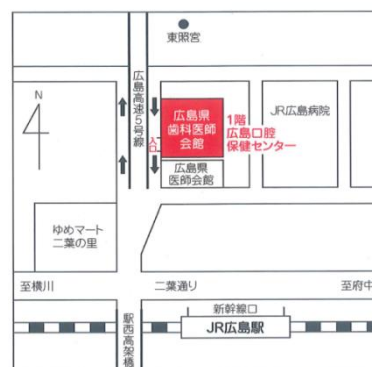 東照宮
N
広島高速5号線
広島県
歯科医師
会館
1階
広島口腔
保健センター
入口
JR広島病院
広島県
医師会館
ゆめマート
二葉の里
至横川
二葉通り
至府中
新幹線口
JR広島駅
駅西高架橋